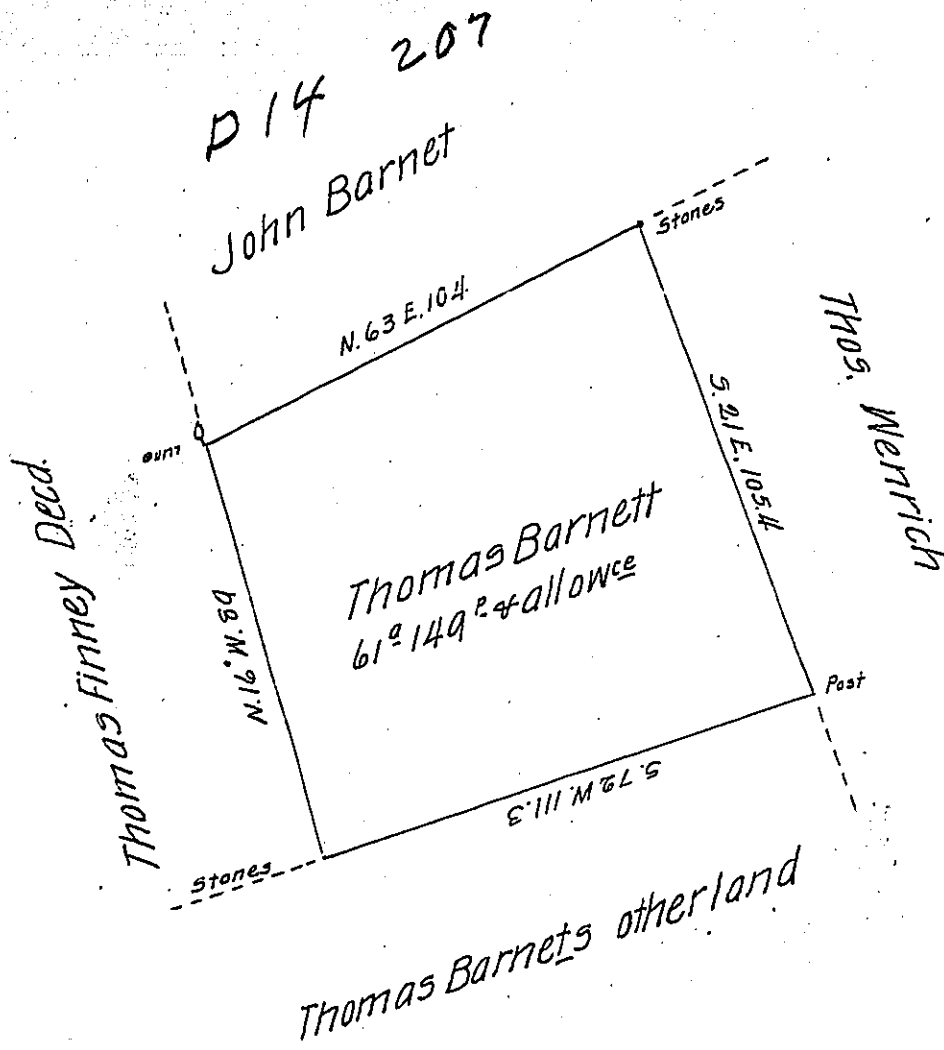 D14 207
John Barnet
Stones
N. 63 E. 104.
Thos. Wenrich
S. 21 E. 105.4
Gum
Thomas Finney Decd.
Thomas Barnett
61ª 149ᴾ & allowᶜᵉ
N. 16 W. 89
Post
S. 72 W. 111.3
Stones
Thomas Barnets otherland